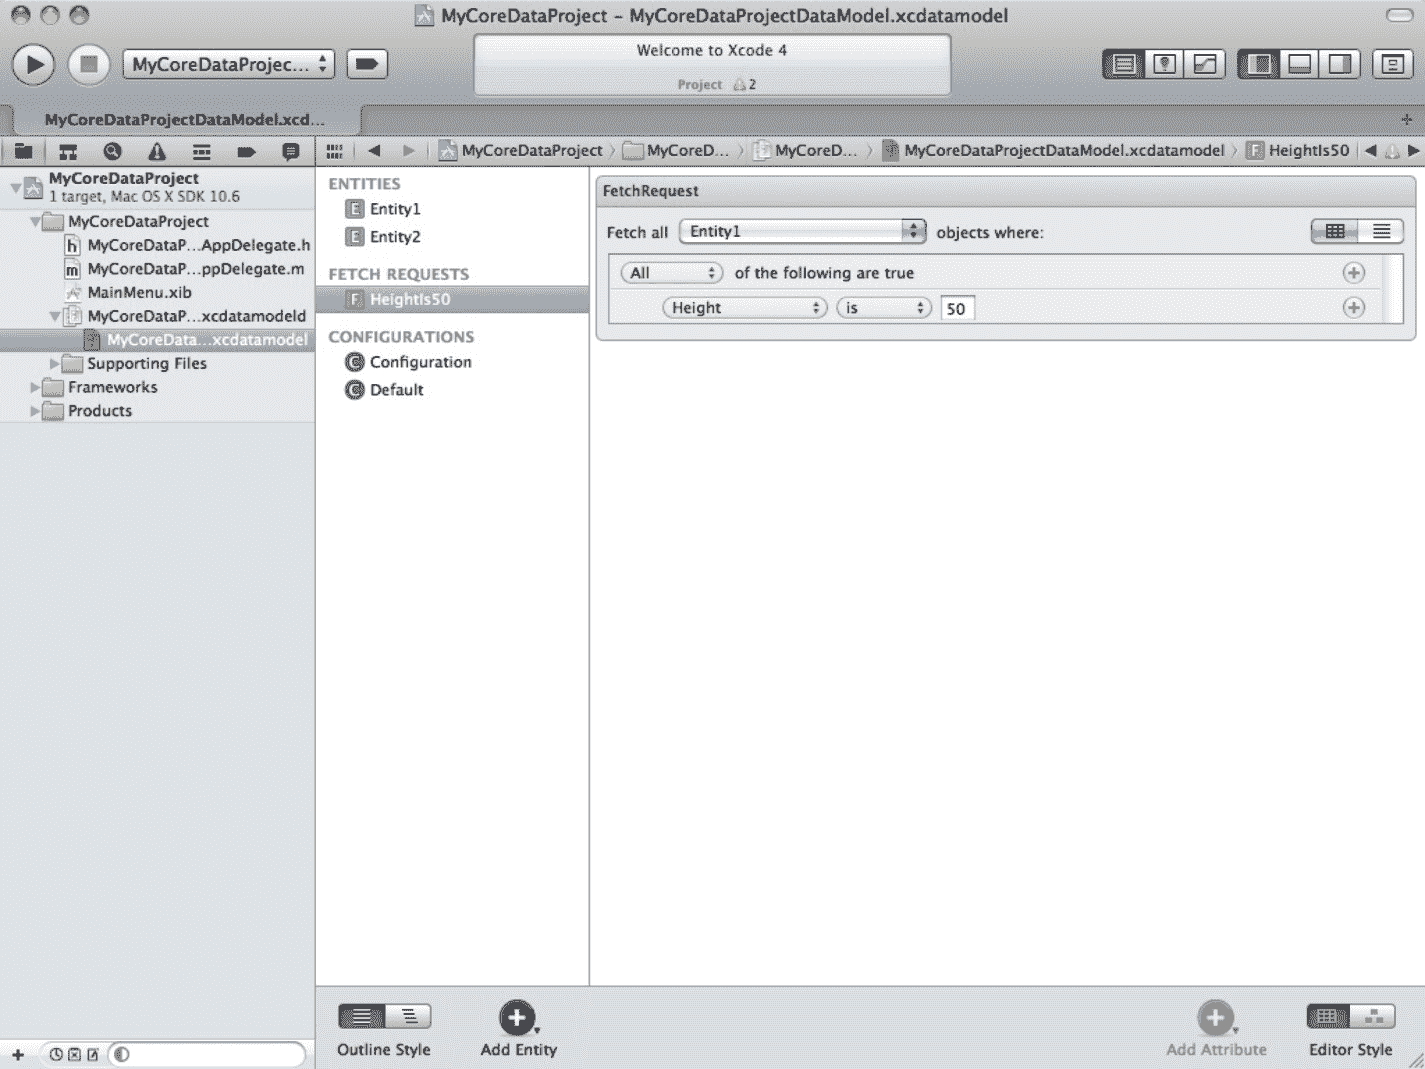 MyCoreDataProject – MyCoreDataProjectDataModel.xcdatamodel
MyCoreDataProjec...
Welcome to Xcode 4
Project 2
MyCoreDataProjectDataModel.xcd...
MyCoreDataProject
MyCoreD...
MyCoreD...
MyCoreDataProjectDataModel.xcdatamodel
F HeightIs50
MyCoreDataProject
1 target, Mac OS X SDK 10.6
MyCoreDataProject
h MyCoreDataP...AppDelegate.h
m MyCoreDataP...ppDelegate.m
MainMenu.xib
MyCoreDataP...xcdatamodeld
MyCoreData...xcdatamodel
Supporting Files
Frameworks
Products
ENTITIES
E Entity1
E Entity2
FETCH REQUESTS
F HeightIs50
CONFIGURATIONS
C Configuration
C Default
FetchRequest
Fetch all Entity1 objects where:
All of the following are true
Height is 50
Outline Style
Add Entity
Add Attribute
Editor Style